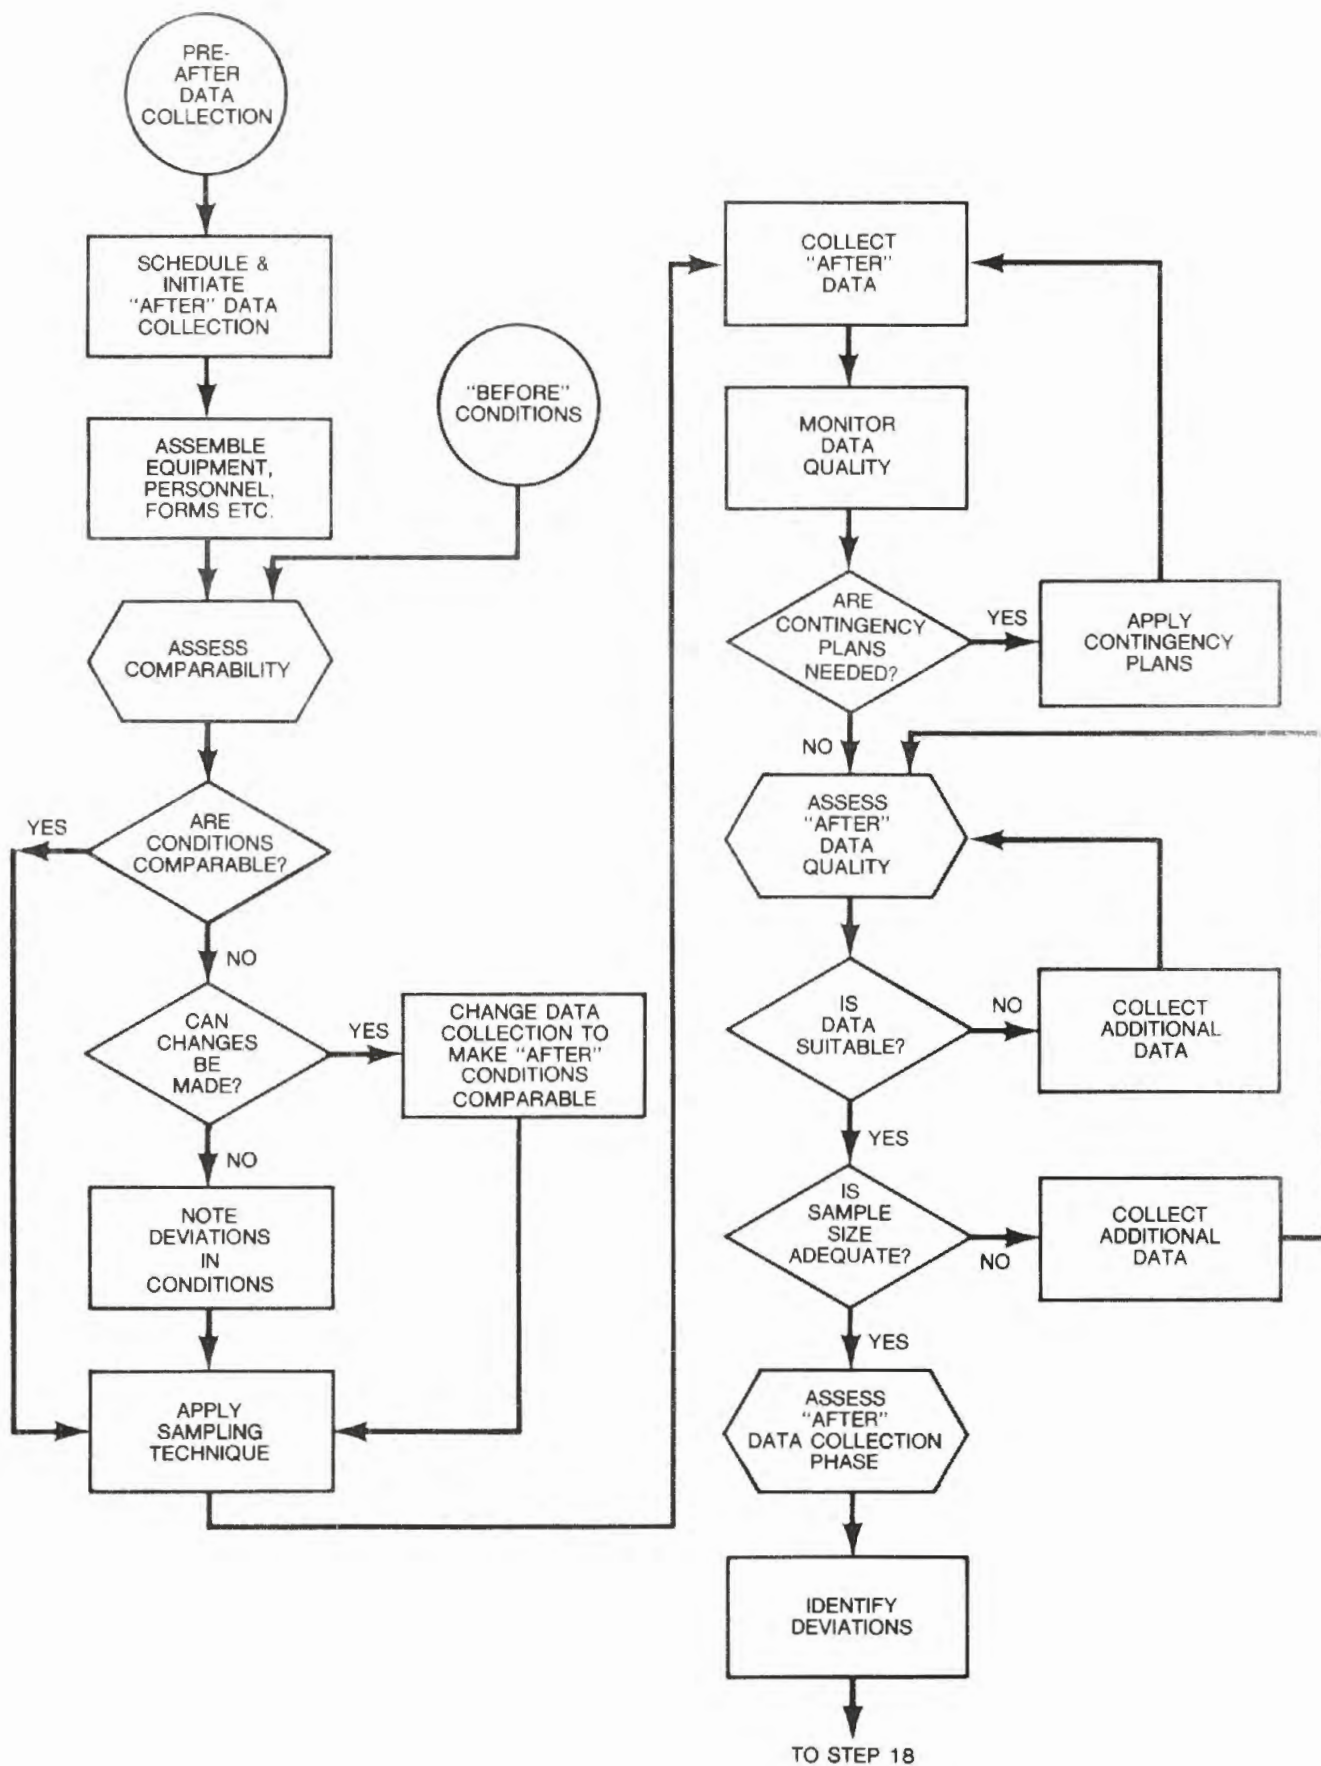 PRE-
AFTER
DATA
COLLECTION
SCHEDULE &
INITIATE
"AFTER" DATA
COLLECTION
ASSEMBLE
EQUIPMENT,
PERSONNEL,
FORMS ETC.
"BEFORE"
CONDITIONS
ASSESS
COMPARABILITY
ARE
CONDITIONS
COMPARABLE?
YES
NO
CAN
CHANGES
BE
MADE?
YES
CHANGE DATA
COLLECTION TO
MAKE "AFTER"
CONDITIONS
COMPARABLE
NO
NOTE
DEVIATIONS
IN
CONDITIONS
APPLY
SAMPLING
TECHNIQUE
COLLECT
"AFTER"
DATA
MONITOR
DATA
QUALITY
ARE
CONTINGENCY
PLANS
NEEDED?
YES
APPLY
CONTINGENCY
PLANS
NO
ASSESS
"AFTER"
DATA
QUALITY
IS
DATA
SUITABLE?
NO
COLLECT
ADDITIONAL
DATA
YES
IS
SAMPLE
SIZE
ADEQUATE?
NO
COLLECT
ADDITIONAL
DATA
YES
ASSESS
"AFTER"
DATA COLLECTION
PHASE
IDENTIFY
DEVIATIONS
TO STEP 18